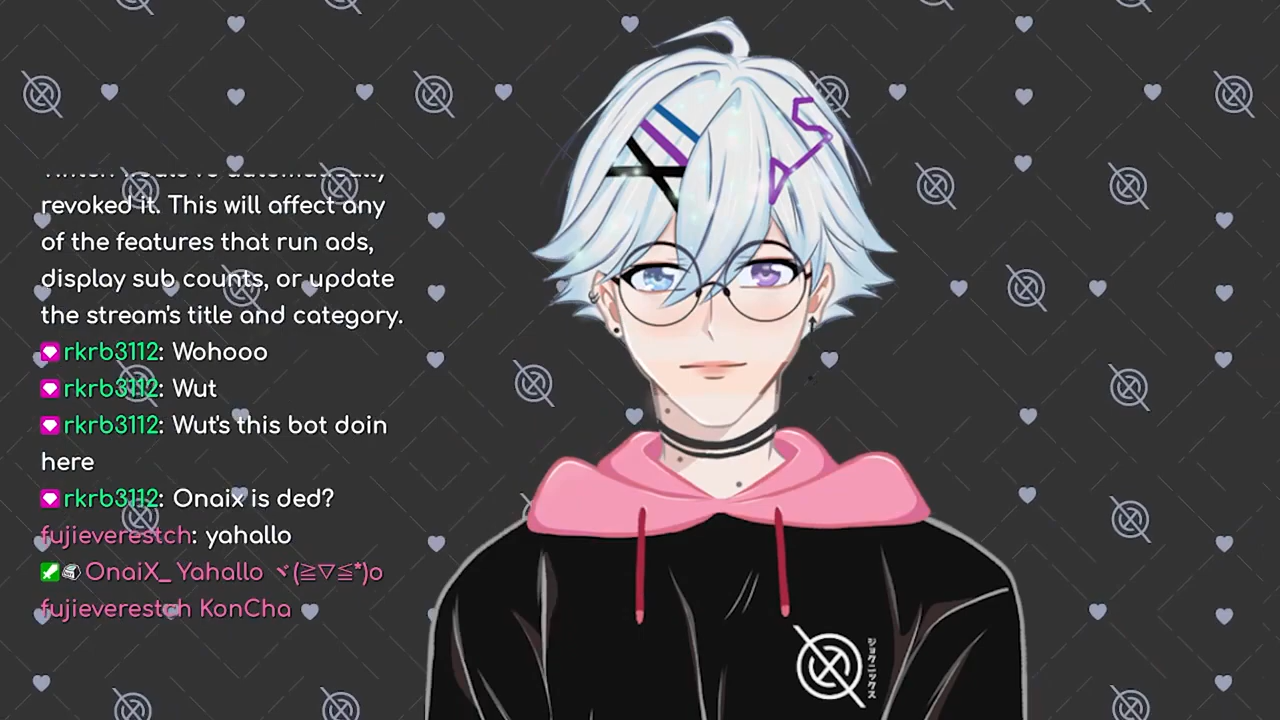 revoked it. This will affect any
of the features that run ads,
display sub counts, or update
the stream's title and category.
rkrb3112: Wohooo
rkrb3112: Wut
rkrb3112: Wut's this bot doin
here
rkrb3112: Onaix is ded?
fujieverestch: yahallo
OnaiX_ Yahallo ヾ(≧▽≦*)o
fujieverestch KonCha